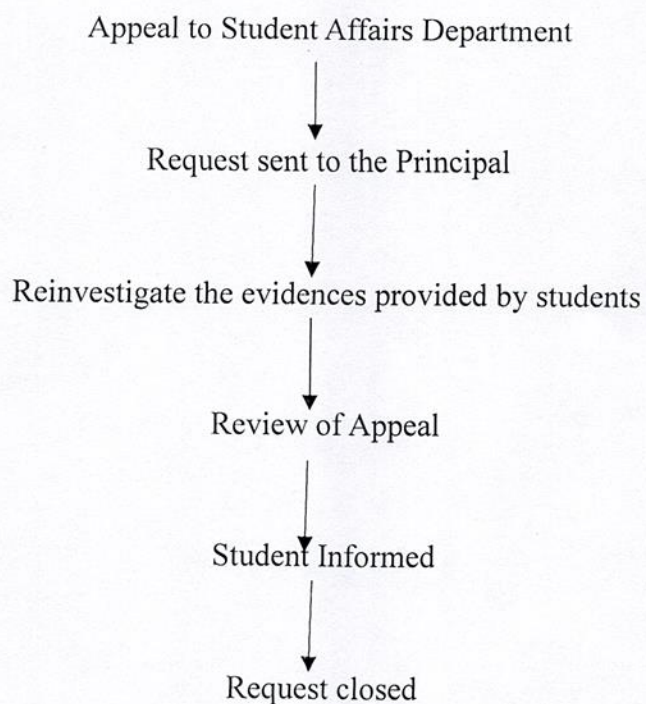 Appeal to Student Affairs Department
Request sent to the Principal
Reinvestigate the evidences provided by students
Review of Appeal
Student Informed
Request closed